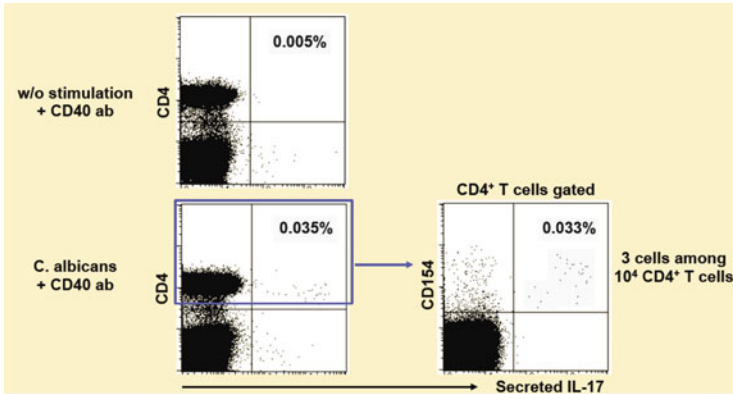 0.005%
w/o stimulation
+ CD40 ab
CD4
CD4⁺ T cells gated
0.035%
0.033%
C. albicans
+ CD40 ab
CD4
CD154
3 cells among
10⁴ CD4⁺ T cells
Secreted IL-17